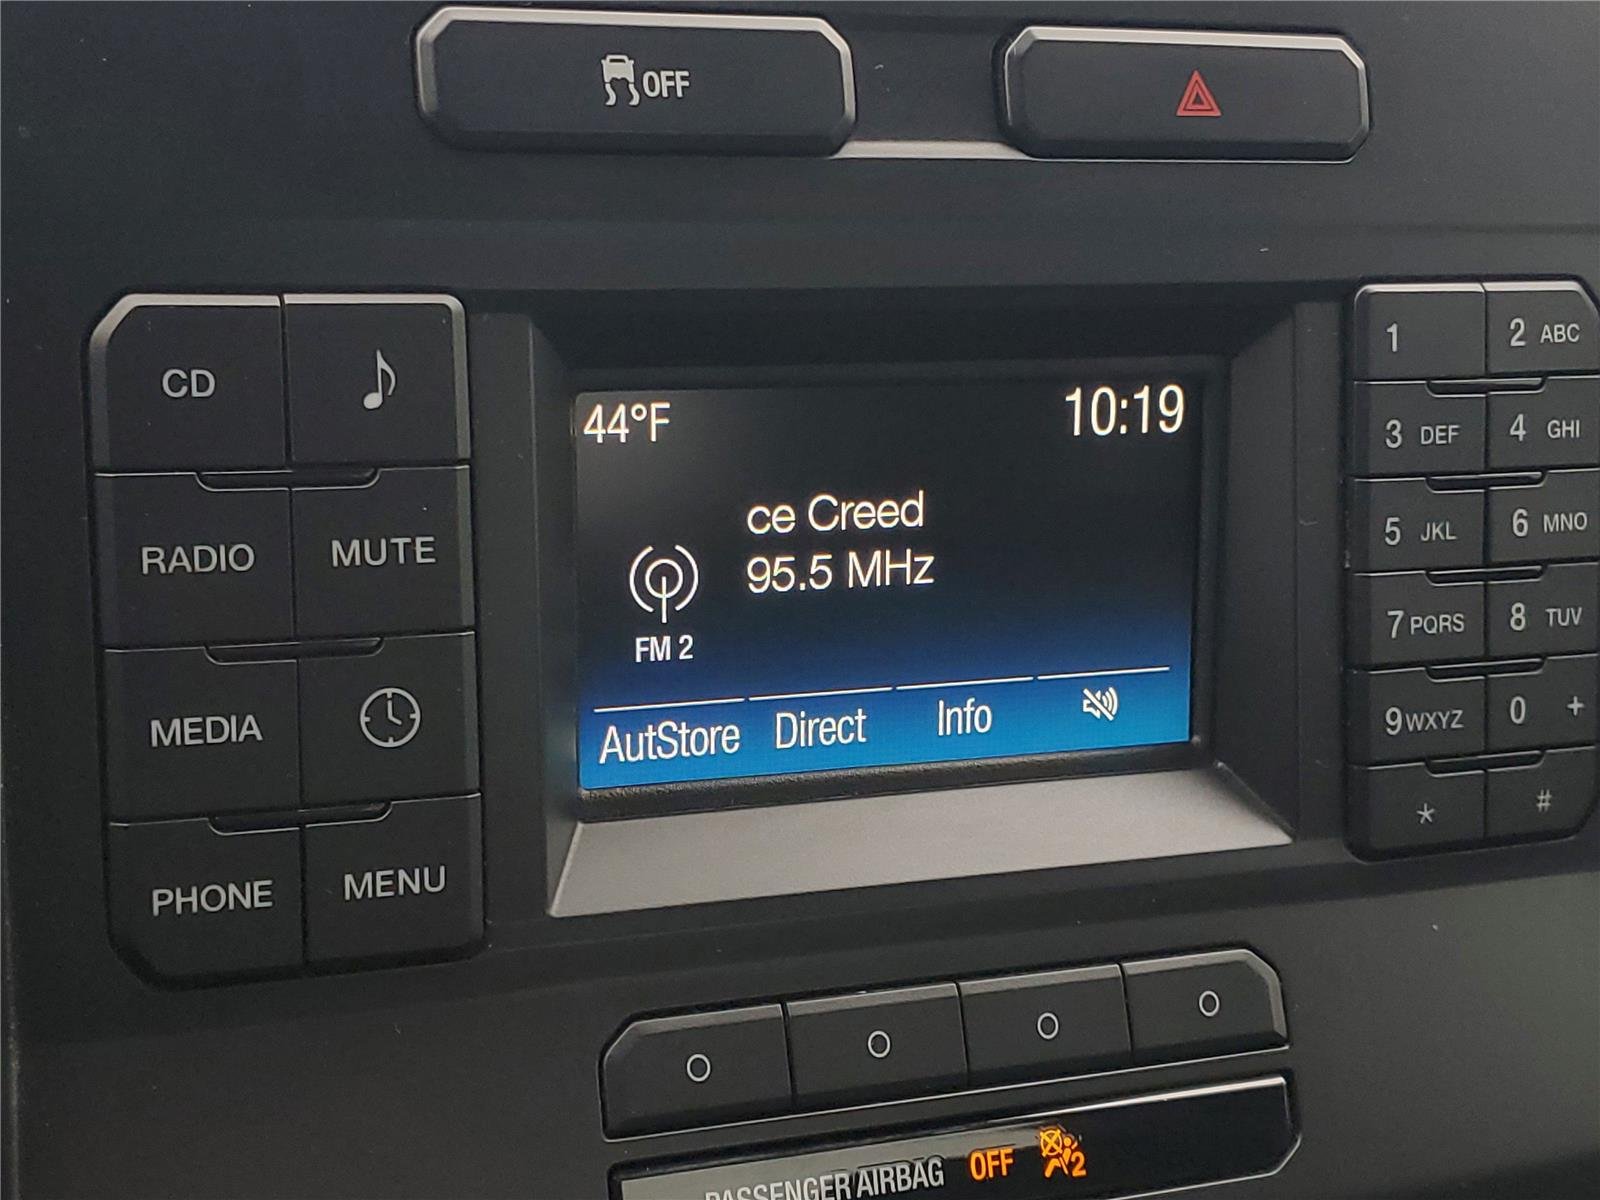 OFF
44°F 10:19
ce Creed
95.5 MHz
FM 2
AutStore Direct Info
CD
RADIO MUTE
MEDIA
PHONE MENU
1 2 ABC
3 DEF 4 GHI
5 JKL 6 MNO
7 PQRS 8 TUV
9 WXYZ 0 +
* #
PASSENGER AIRBAG OFF 2